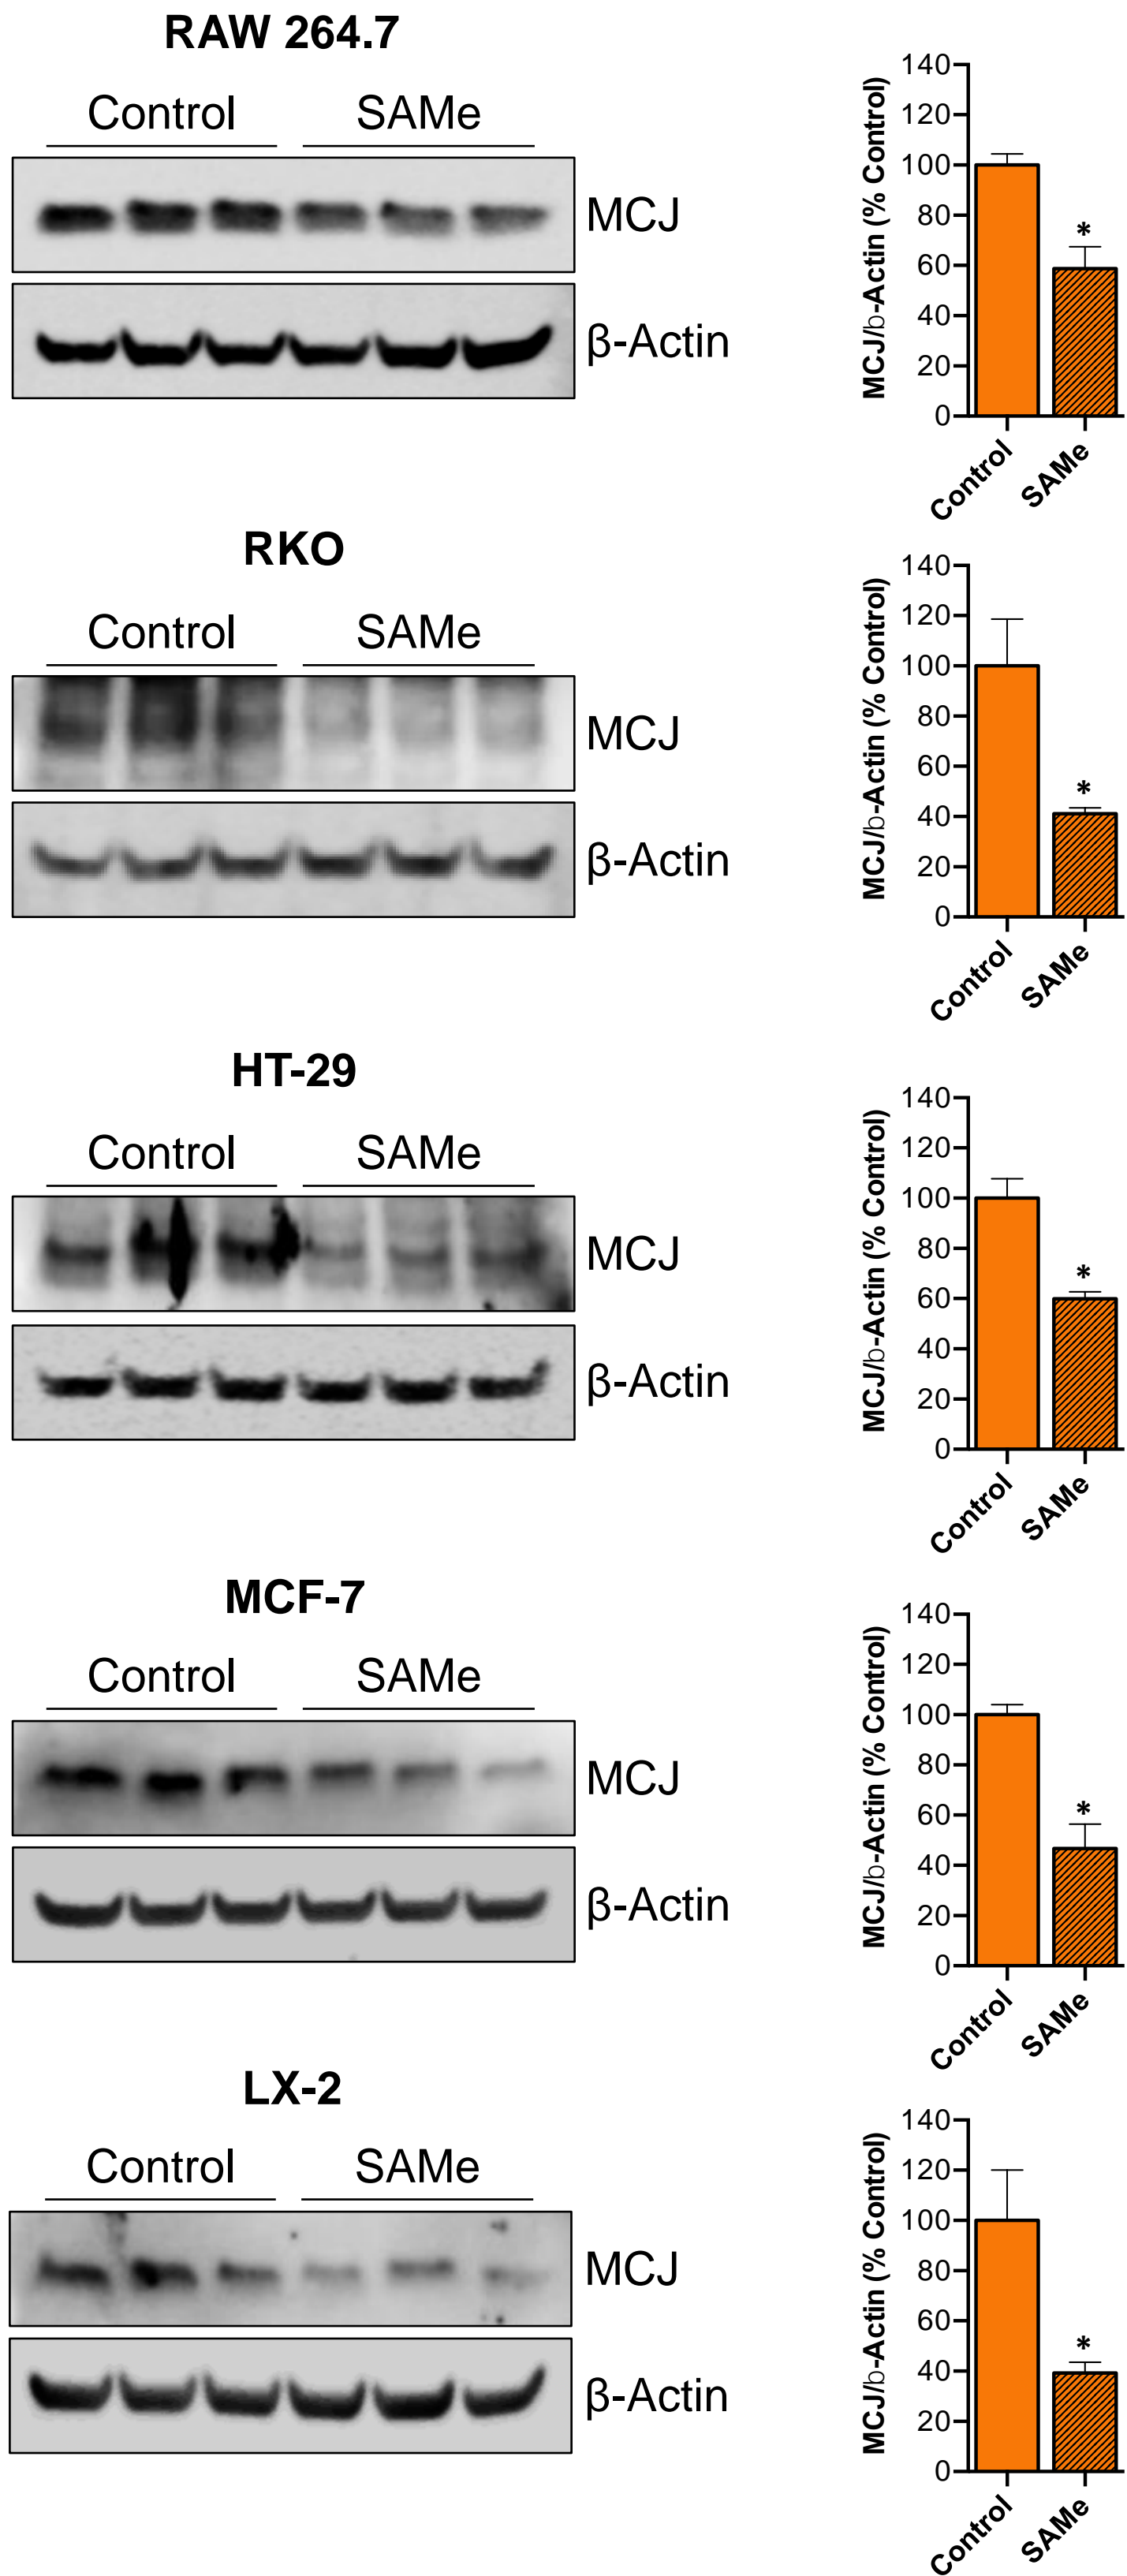 RAW 264.7
Control SAMe
MCJ
β-Actin
MCJ/b-Actin (% Control)
140
120
100
80
60
40
20
0
*
Control SAMe
RKO
Control SAMe
MCJ
β-Actin
MCJ/b-Actin (% Control)
140
120
100
80
60
40
20
0
*
Control SAMe
HT-29
Control SAMe
MCJ
β-Actin
MCJ/b-Actin (% Control)
140
120
100
80
60
40
20
0
*
Control SAMe
MCF-7
Control SAMe
MCJ
β-Actin
MCJ/b-Actin (% Control)
140
120
100
80
60
40
20
0
*
Control SAMe
LX-2
Control SAMe
MCJ
β-Actin
MCJ/b-Actin (% Control)
140
120
100
80
60
40
20
0
*
Control SAMe